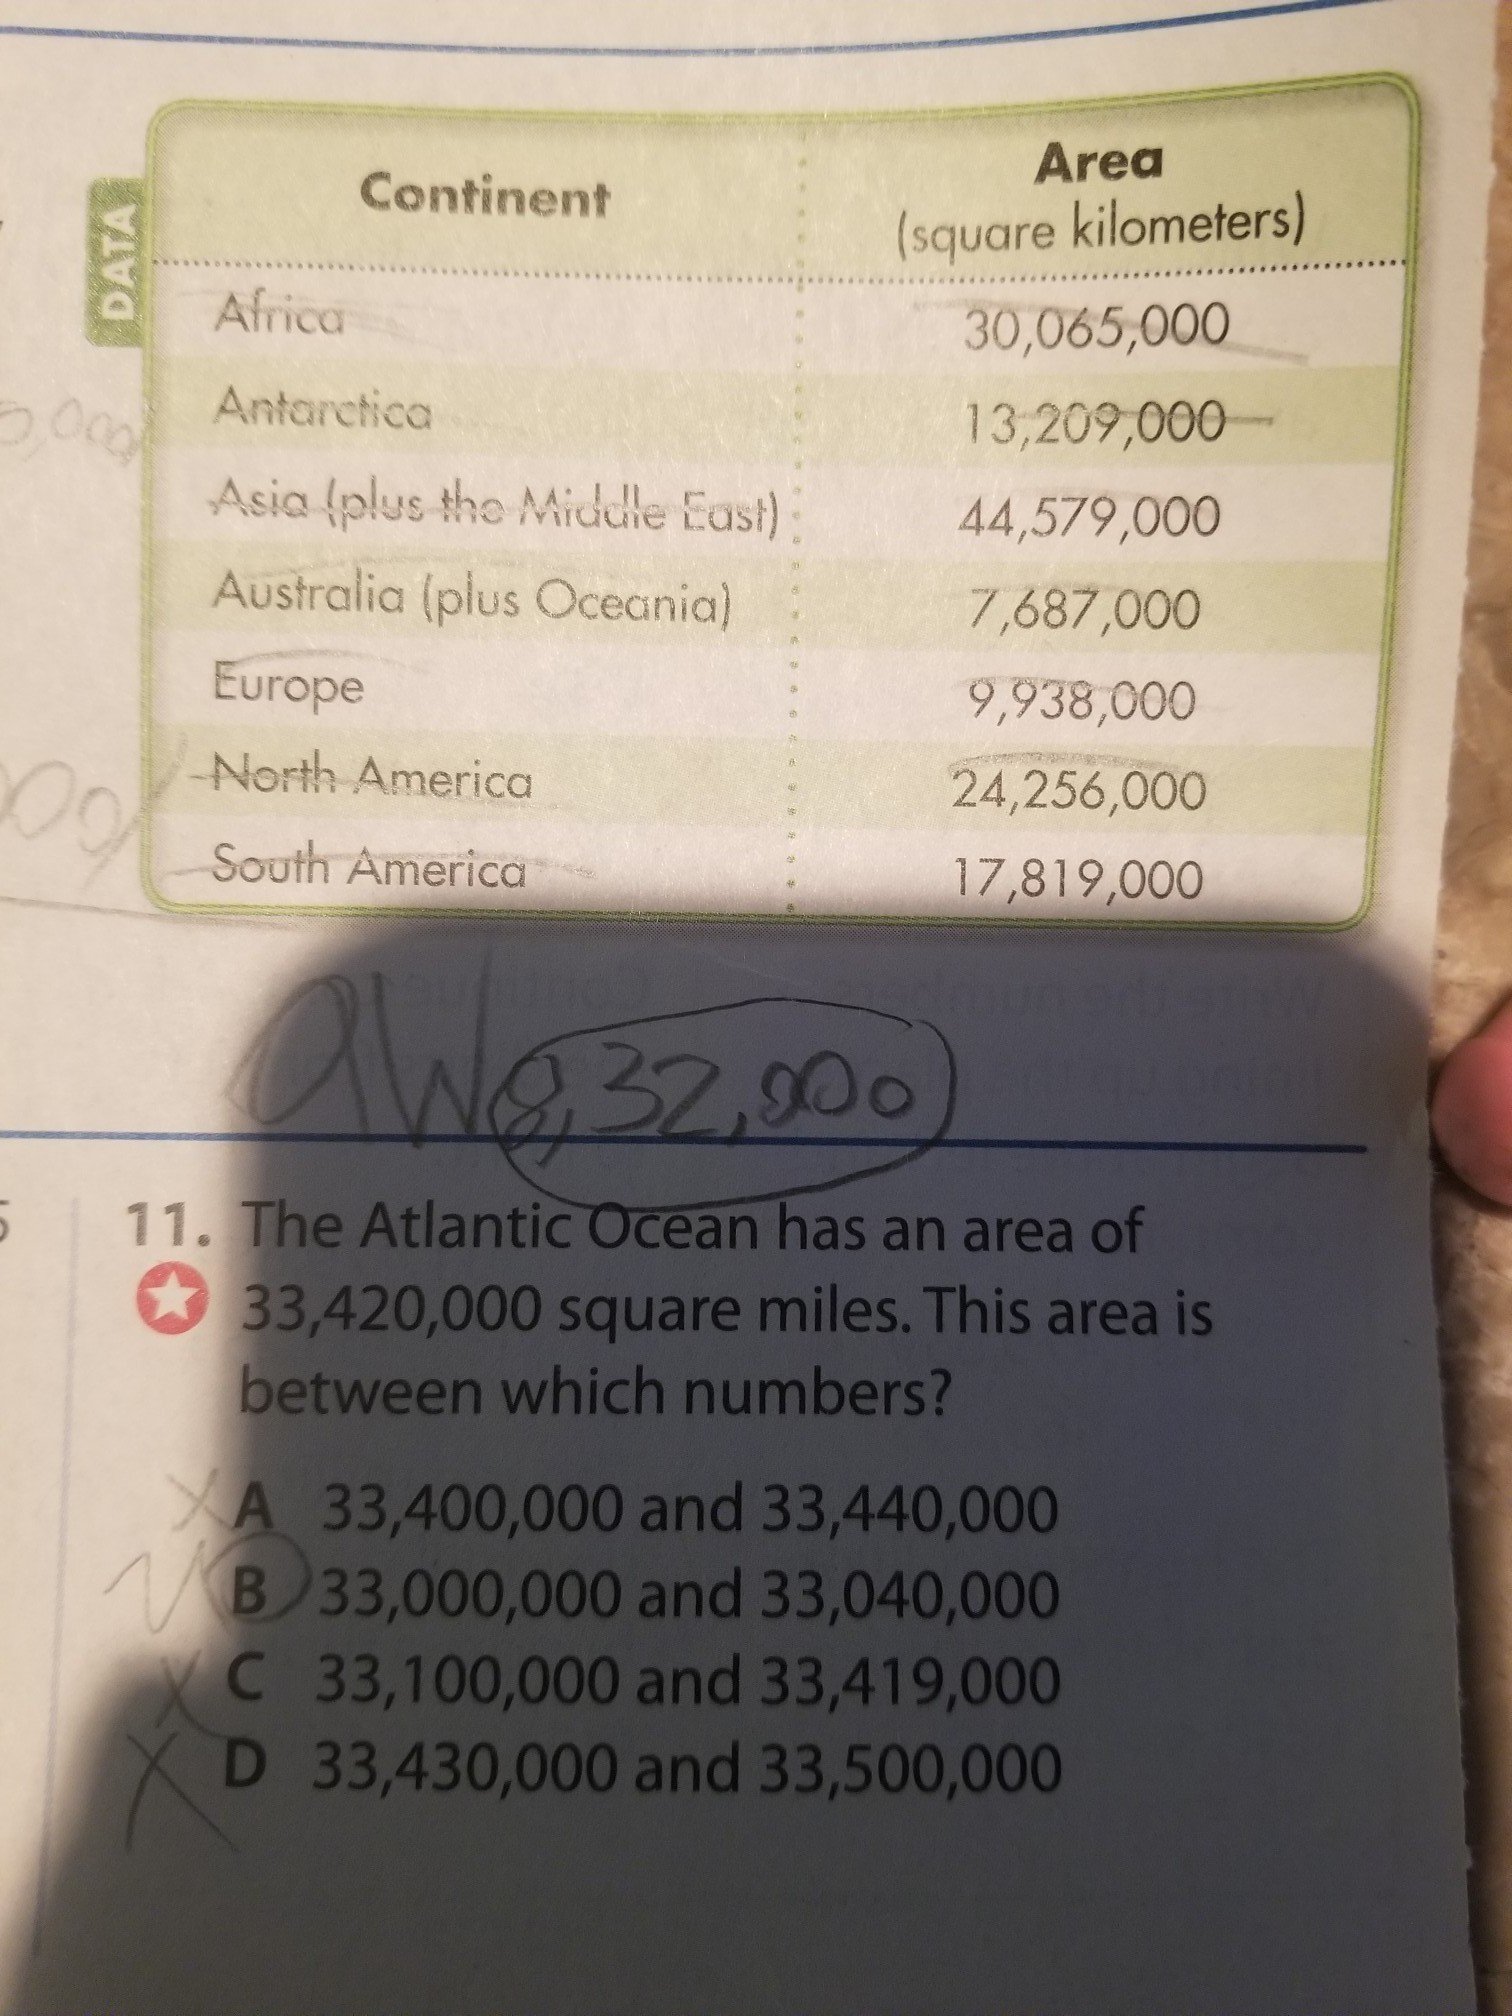 DATA
Continent
Area
(square kilometers)
Africa 30,065,000
Antarctica 13,209,000
Asia (plus the Middle East) 44,579,000
Australia (plus Oceania) 7,687,000
Europe 9,938,000
North America 24,256,000
South America 17,819,000
8,32,000
11. The Atlantic Ocean has an area of
33,420,000 square miles. This area is
between which numbers?
X A 33,400,000 and 33,440,000
B 33,000,000 and 33,040,000
X C 33,100,000 and 33,419,000
X D 33,430,000 and 33,500,000